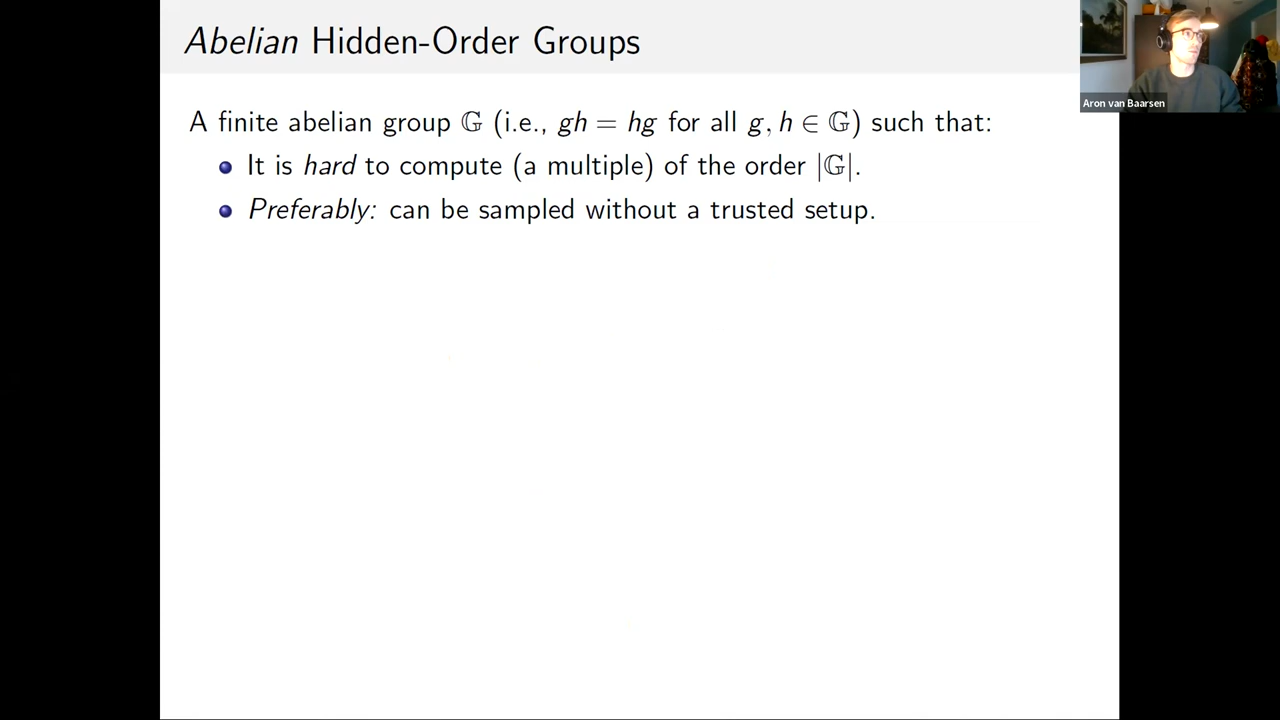 Abelian Hidden-Order Groups
Aron van Baarsen
A finite abelian group 𝔾 (i.e., gh = hg for all g, h ∈ 𝔾) such that:
It is hard to compute (a multiple) of the order |𝔾|.
Preferably: can be sampled without a trusted setup.